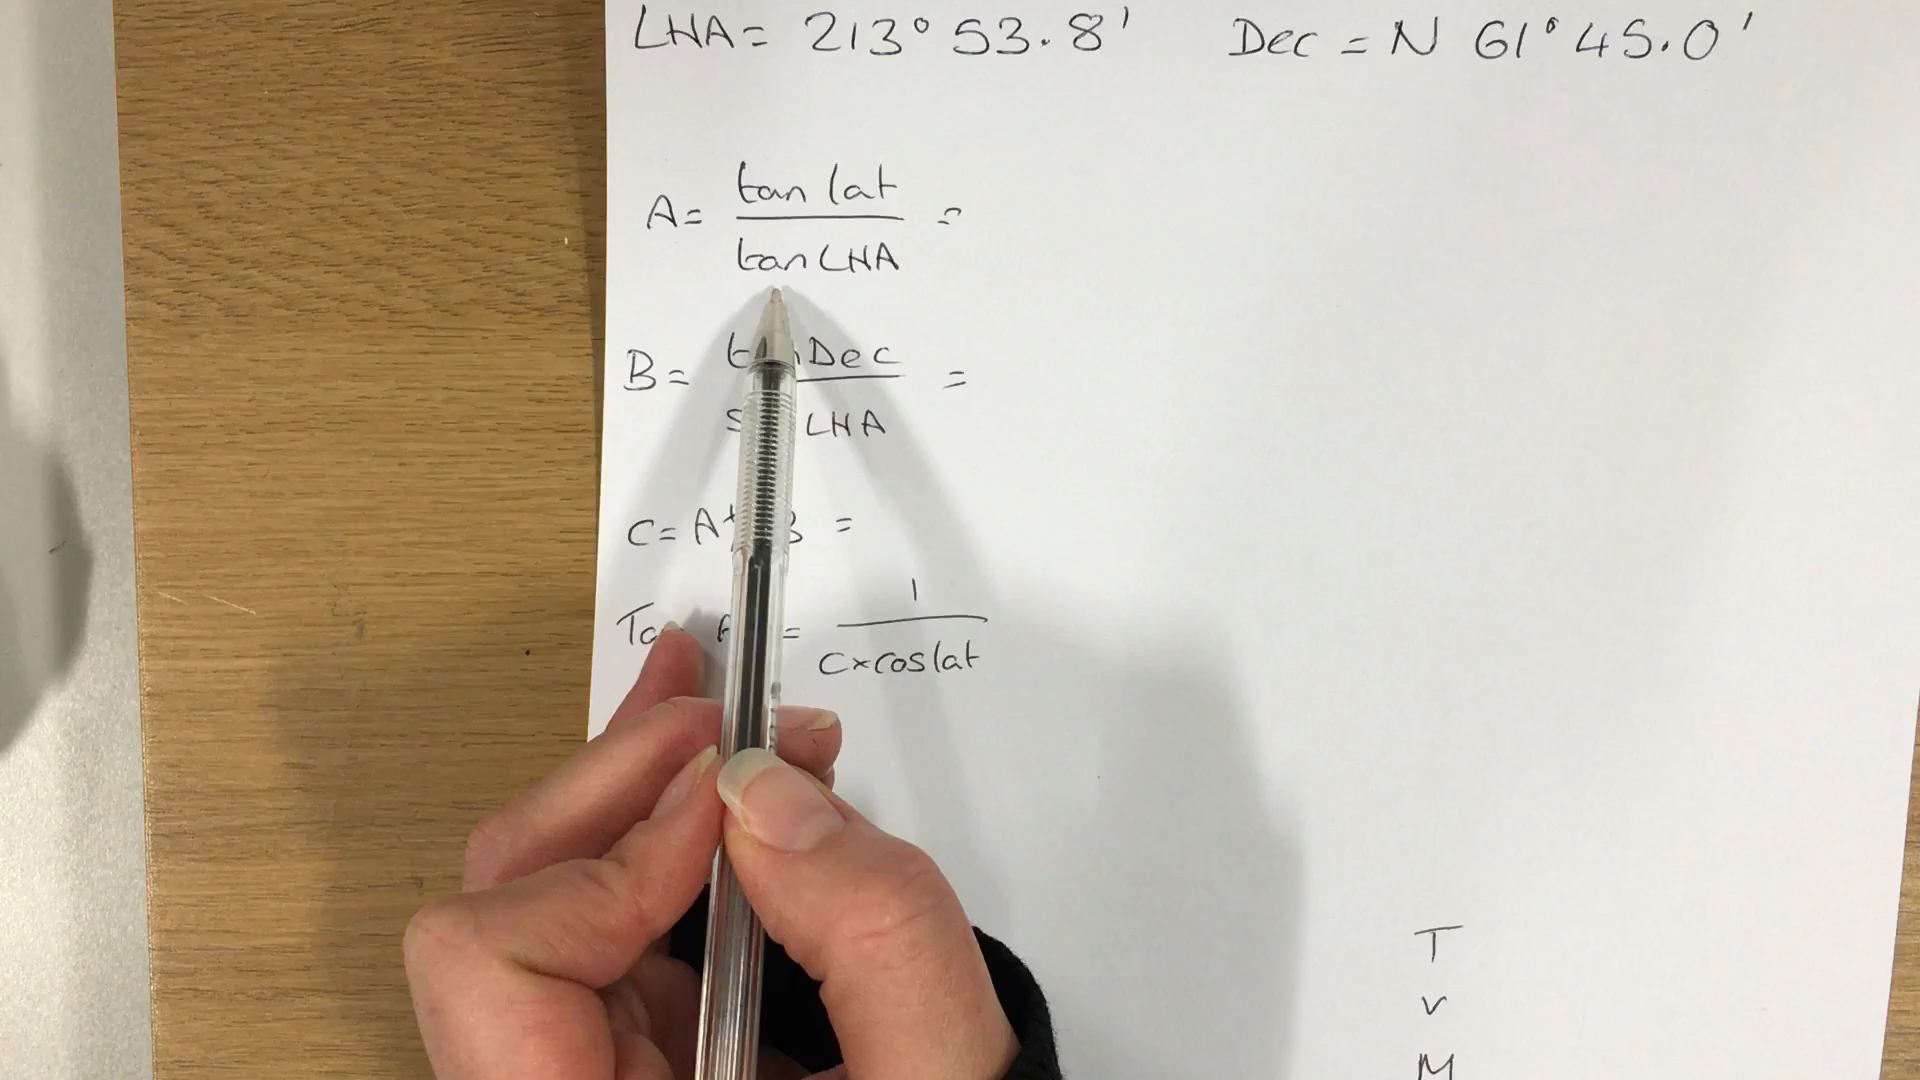 LHA = 213° 53.8' Dec = N 61° 45.0'
A = tan lat / tan LHA =
B = Dec / LHA =
C = A =
= 1 / C×cos lat
T
V
M